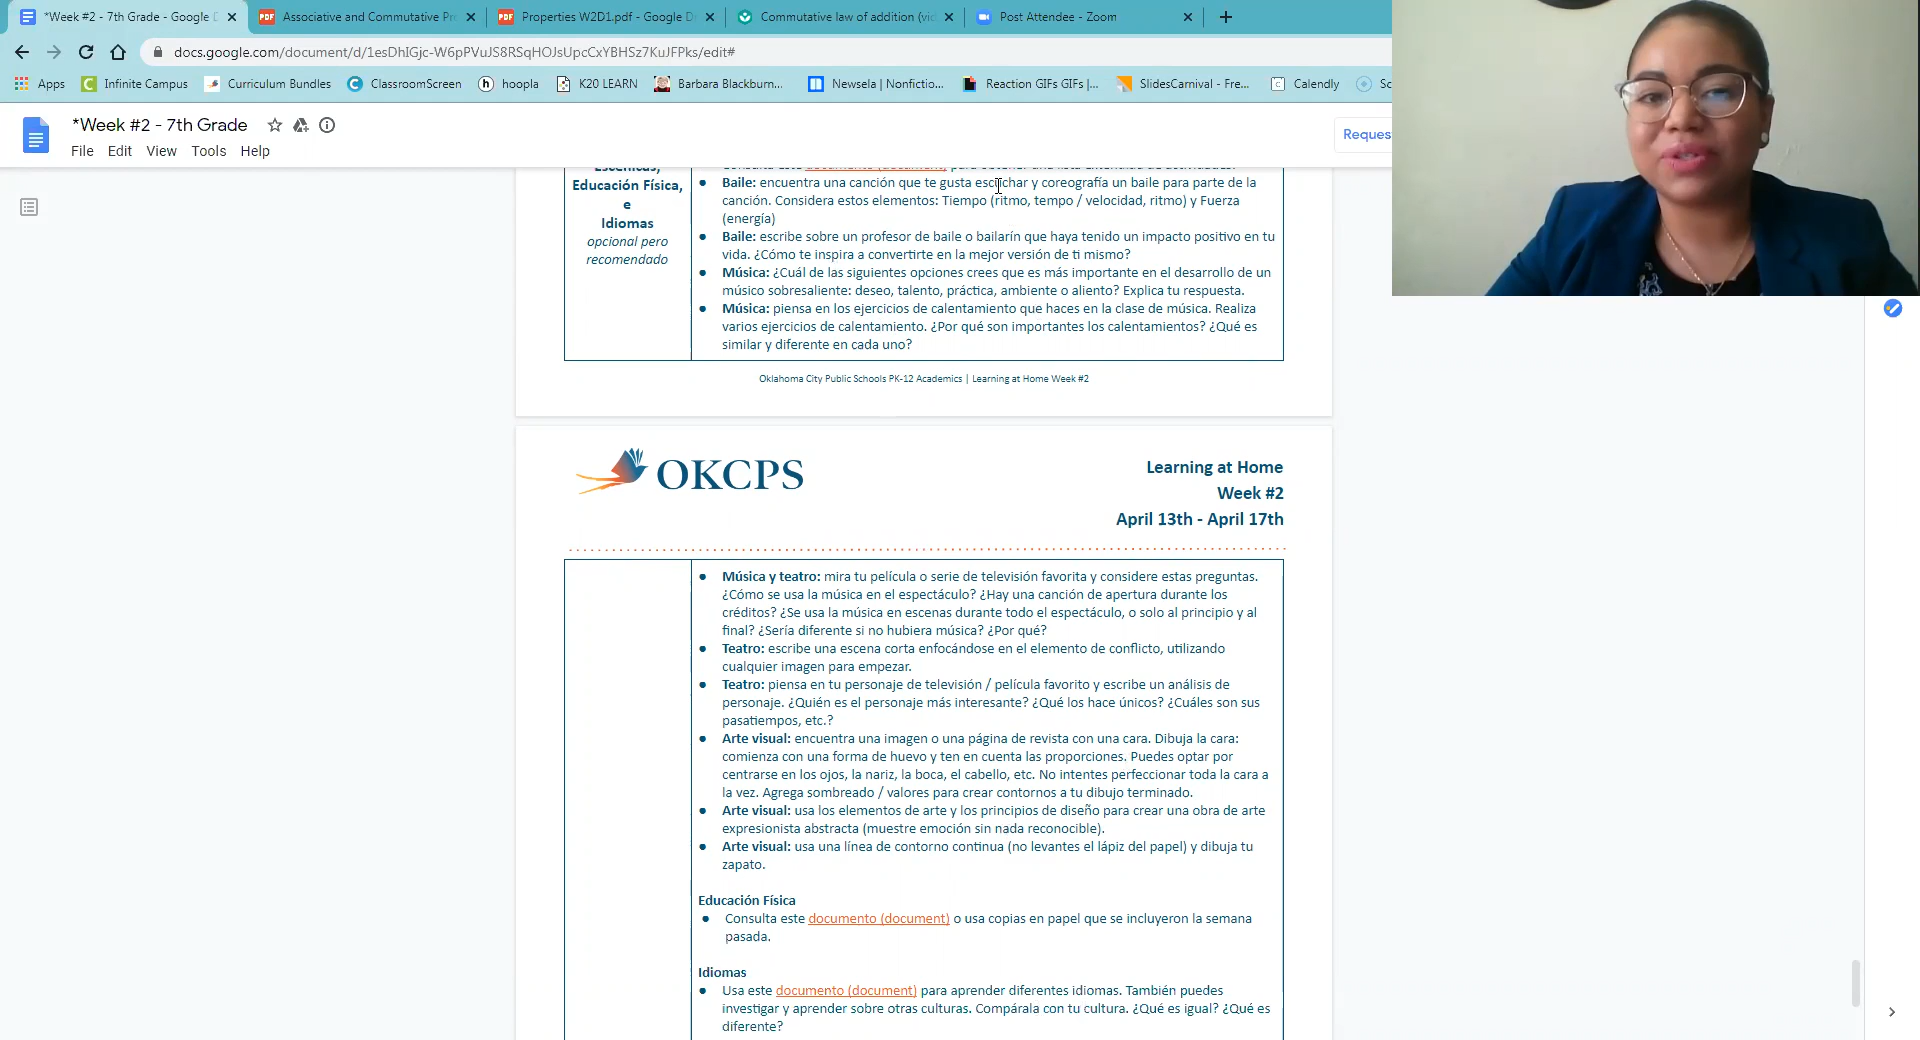 *Week #2 - 7th Grade - Google D
Associative and Commutative Pr
Properties W2D1.pdf - Google D
Commutative law of addition (vid
Post Attendee - Zoom
docs.google.com/document/d/1esDhIGjc-W6pPVuJS8RSqHOJsUpcCxYBHSz7KuJFPks/edit#
Apps
Infinite Campus
Curriculum Bundles
ClassroomScreen
hoopla
K20 LEARN
Barbara Blackburn...
Newsela | Nonfictio...
Reaction GIFs GIFs |...
SlidesCarnival - Fre...
Calendly
Sc
*Week #2 - 7th Grade
File Edit View Tools Help
Reques
Escénicas,
Educación Física,
e
Idiomas
opcional pero
recomendado
● Baile: encuentra una canción que te gusta escuchar y coreografía un baile para parte de la
canción. Considera estos elementos: Tiempo (ritmo, tempo / velocidad, ritmo) y Fuerza
(energía)
● Baile: escribe sobre un profesor de baile o bailarín que haya tenido un impacto positivo en tu
vida. ¿Cómo te inspira a convertirte en la mejor versión de ti mismo?
● Música: ¿Cuál de las siguientes opciones crees que es más importante en el desarrollo de un
músico sobresaliente: deseo, talento, práctica, ambiente o aliento? Explica tu respuesta.
● Música: piensa en los ejercicios de calentamiento que haces en la clase de música. Realiza
varios ejercicios de calentamiento. ¿Por qué son importantes los calentamientos? ¿Qué es
similar y diferente en cada uno?
Oklahoma City Public Schools PK-12 Academics | Learning at Home Week #2
OKCPS
Learning at Home
Week #2
April 13th - April 17th
● Música y teatro: mira tu película o serie de televisión favorita y considere estas preguntas.
¿Cómo se usa la música en el espectáculo? ¿Hay una canción de apertura durante los
créditos? ¿Se usa la música en escenas durante todo el espectáculo, o solo al principio y al
final? ¿Sería diferente si no hubiera música? ¿Por qué?
● Teatro: escribe una escena corta enfocándose en el elemento de conflicto, utilizando
cualquier imagen para empezar.
● Teatro: piensa en tu personaje de televisión / película favorito y escribe un análisis de
personaje. ¿Quién es el personaje más interesante? ¿Qué los hace únicos? ¿Cuáles son sus
pasatiempos, etc.?
● Arte visual: encuentra una imagen o una página de revista con una cara. Dibuja la cara:
comienza con una forma de huevo y ten en cuenta las proporciones. Puedes optar por
centrarse en los ojos, la nariz, la boca, el cabello, etc. No intentes perfeccionar toda la cara a
la vez. Agrega sombreado / valores para crear contornos a tu dibujo terminado.
● Arte visual: usa los elementos de arte y los principios de diseño para crear una obra de arte
expresionista abstracta (muestre emoción sin nada reconocible).
● Arte visual: usa una línea de contorno continua (no levantes el lápiz del papel) y dibuja tu
zapato.
Educación Física
● Consulta este documento (document) o usa copias en papel que se incluyeron la semana
pasada.
Idiomas
● Usa este documento (document) para aprender diferentes idiomas. También puedes
investigar y aprender sobre otras culturas. Compárala con tu cultura. ¿Qué es igual? ¿Qué es
diferente?